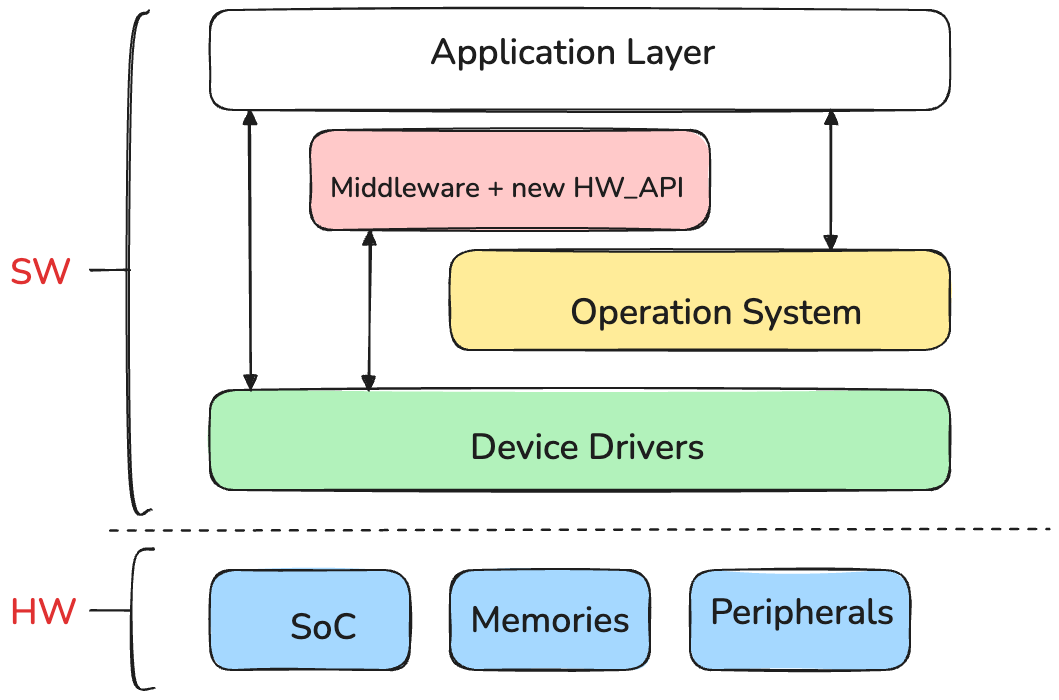 Application Layer
Middleware + new HW_API
SW
Operation System
Device Drivers
HW
SoC
Memories
Peripherals